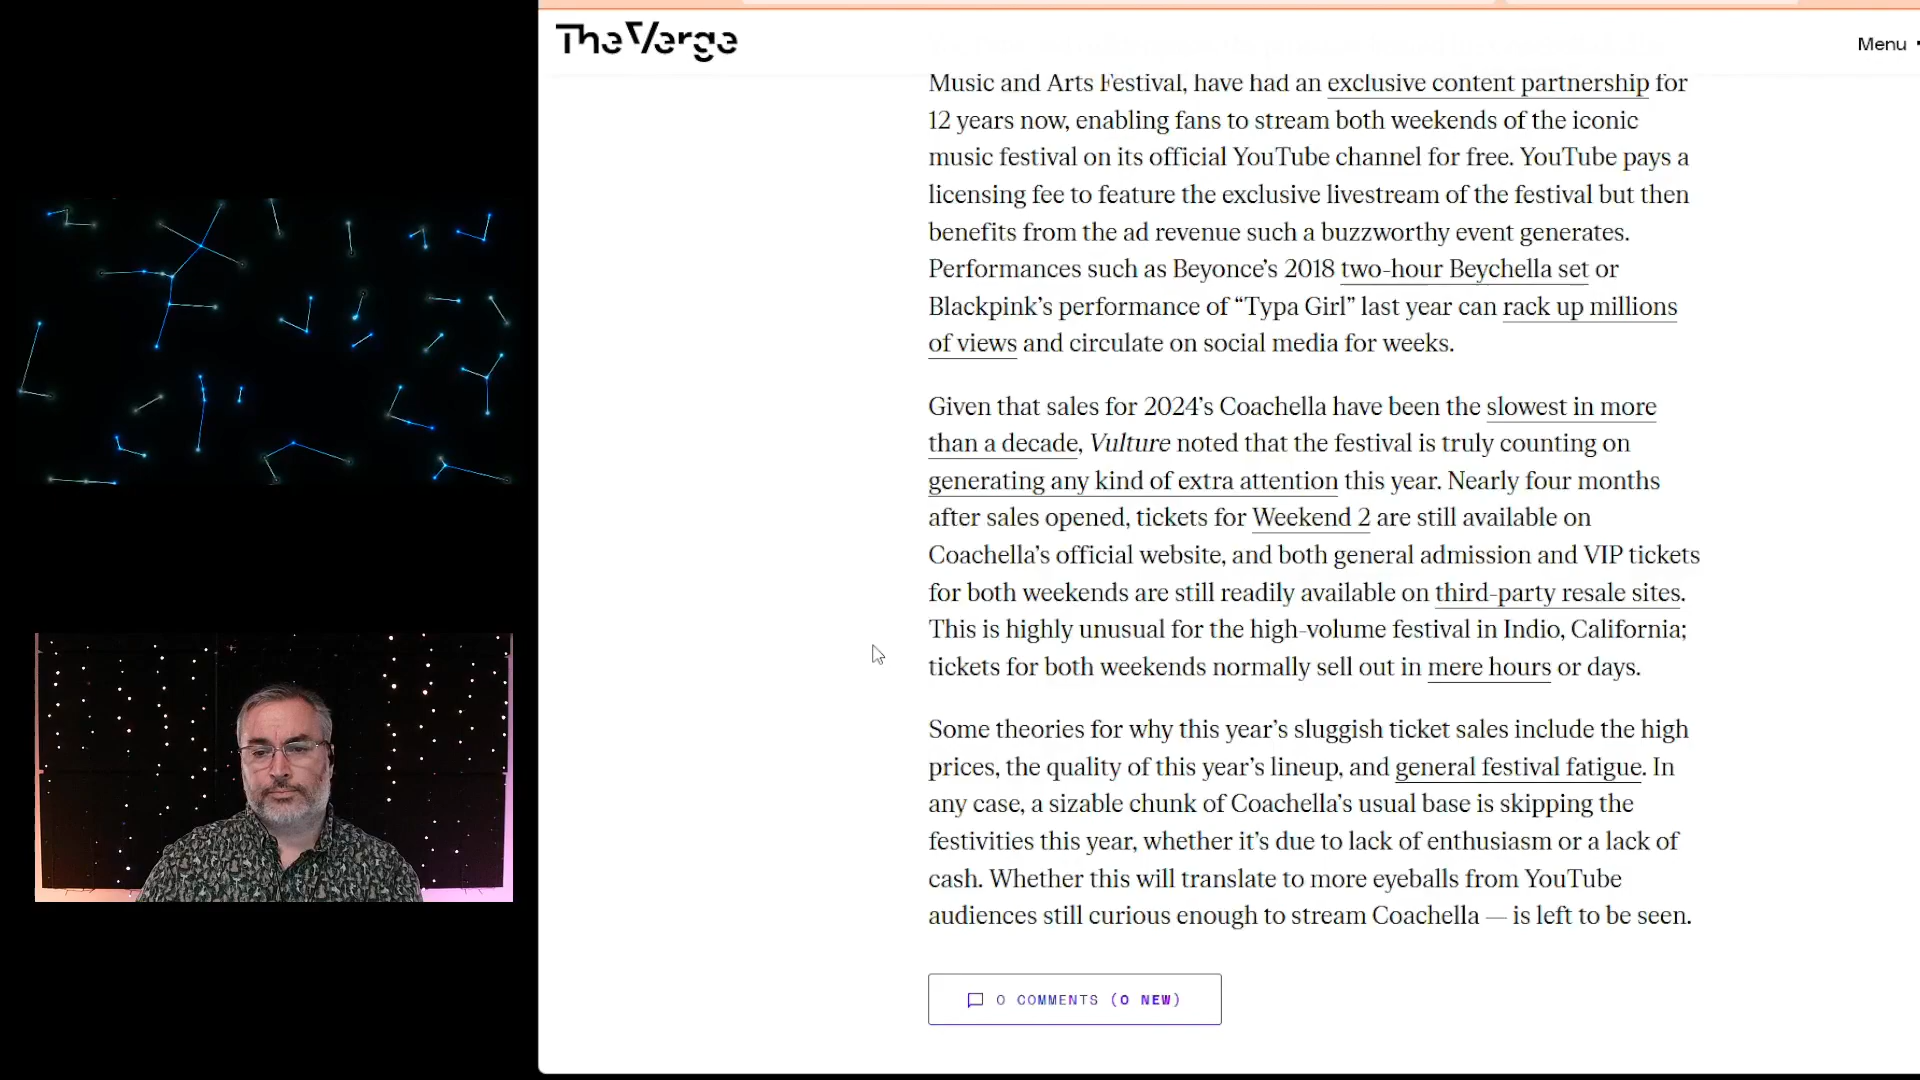 The Verge
Menu
Music and Arts Festival, have had an exclusive content partnership for
12 years now, enabling fans to stream both weekends of the iconic
music festival on its official YouTube channel for free. YouTube pays a
licensing fee to feature the exclusive livestream of the festival but then
benefits from the ad revenue such a buzzworthy event generates.
Performances such as Beyonce’s 2018 two-hour Beychella set or
Blackpink’s performance of “Typa Girl” last year can rack up millions
of views and circulate on social media for weeks.
Given that sales for 2024’s Coachella have been the slowest in more
than a decade, Vulture noted that the festival is truly counting on
generating any kind of extra attention this year. Nearly four months
after sales opened, tickets for Weekend 2 are still available on
Coachella’s official website, and both general admission and VIP tickets
for both weekends are still readily available on third-party resale sites.
This is highly unusual for the high-volume festival in Indio, California;
tickets for both weekends normally sell out in mere hours or days.
Some theories for why this year’s sluggish ticket sales include the high
prices, the quality of this year’s lineup, and general festival fatigue. In
any case, a sizable chunk of Coachella’s usual base is skipping the
festivities this year, whether it’s due to lack of enthusiasm or a lack of
cash. Whether this will translate to more eyeballs from YouTube
audiences still curious enough to stream Coachella — is left to be seen.
0 COMMENTS (0 NEW)